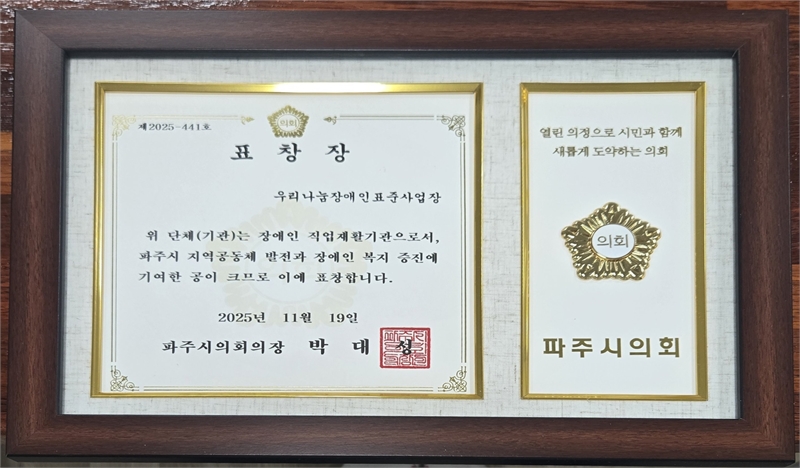 제2025-441호
의회
표창장
우리나눔장애인표준사업장
위 단체(기관)는 장애인 직업재활기관으로서,
파주시 지역공동체 발전과 장애인 복지 증진에
기여한 공이 크므로 이에 표창합니다.
2025년 11월 19일
파주시의회의장 박대성
열린 의정으로 시민과 함께
새롭게 도약하는 의회
의회
파주시의회